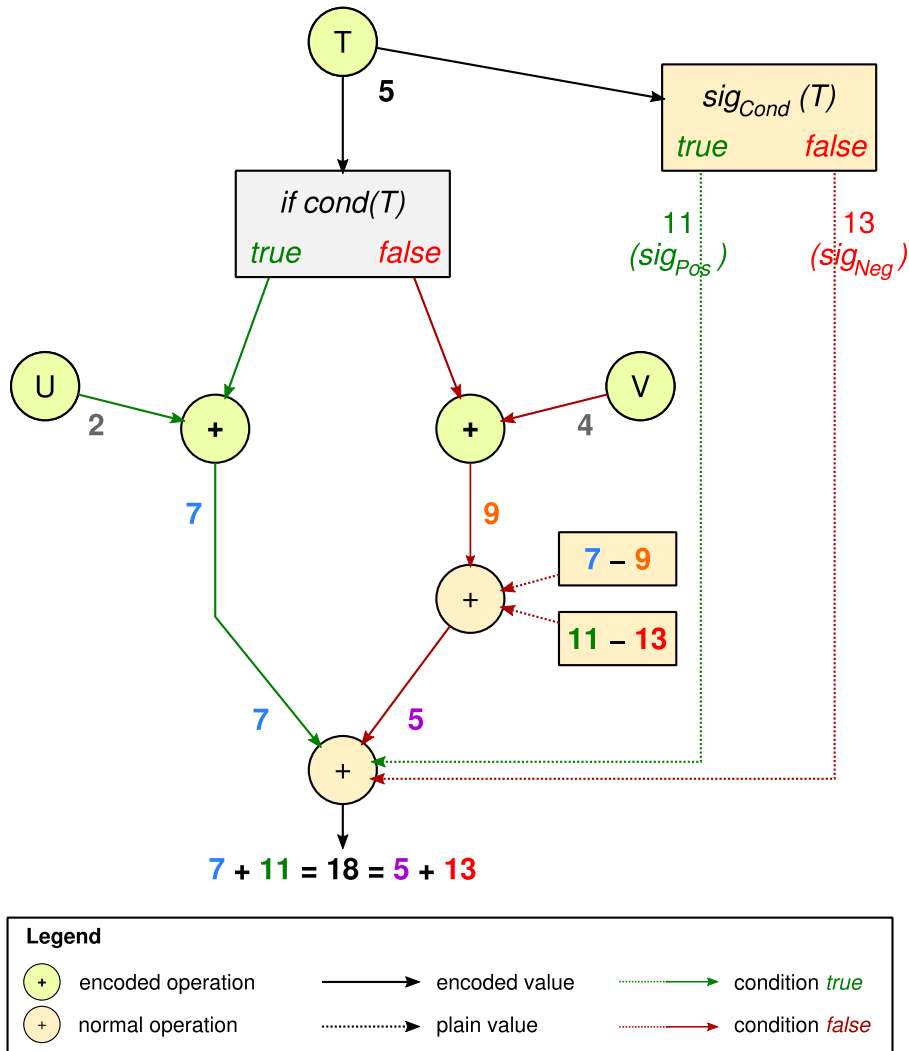 T
5
sigCond (T)
true false
if cond(T)
true false
11
(sigPos)
13
(sigNeg)
U
V
2
+
+
4
7
9
7 – 9
+
11 – 13
7
5
+
7 + 11 = 18 = 5 + 13
Legend
+ encoded operation
encoded value
condition true
+ normal operation
plain value
condition false